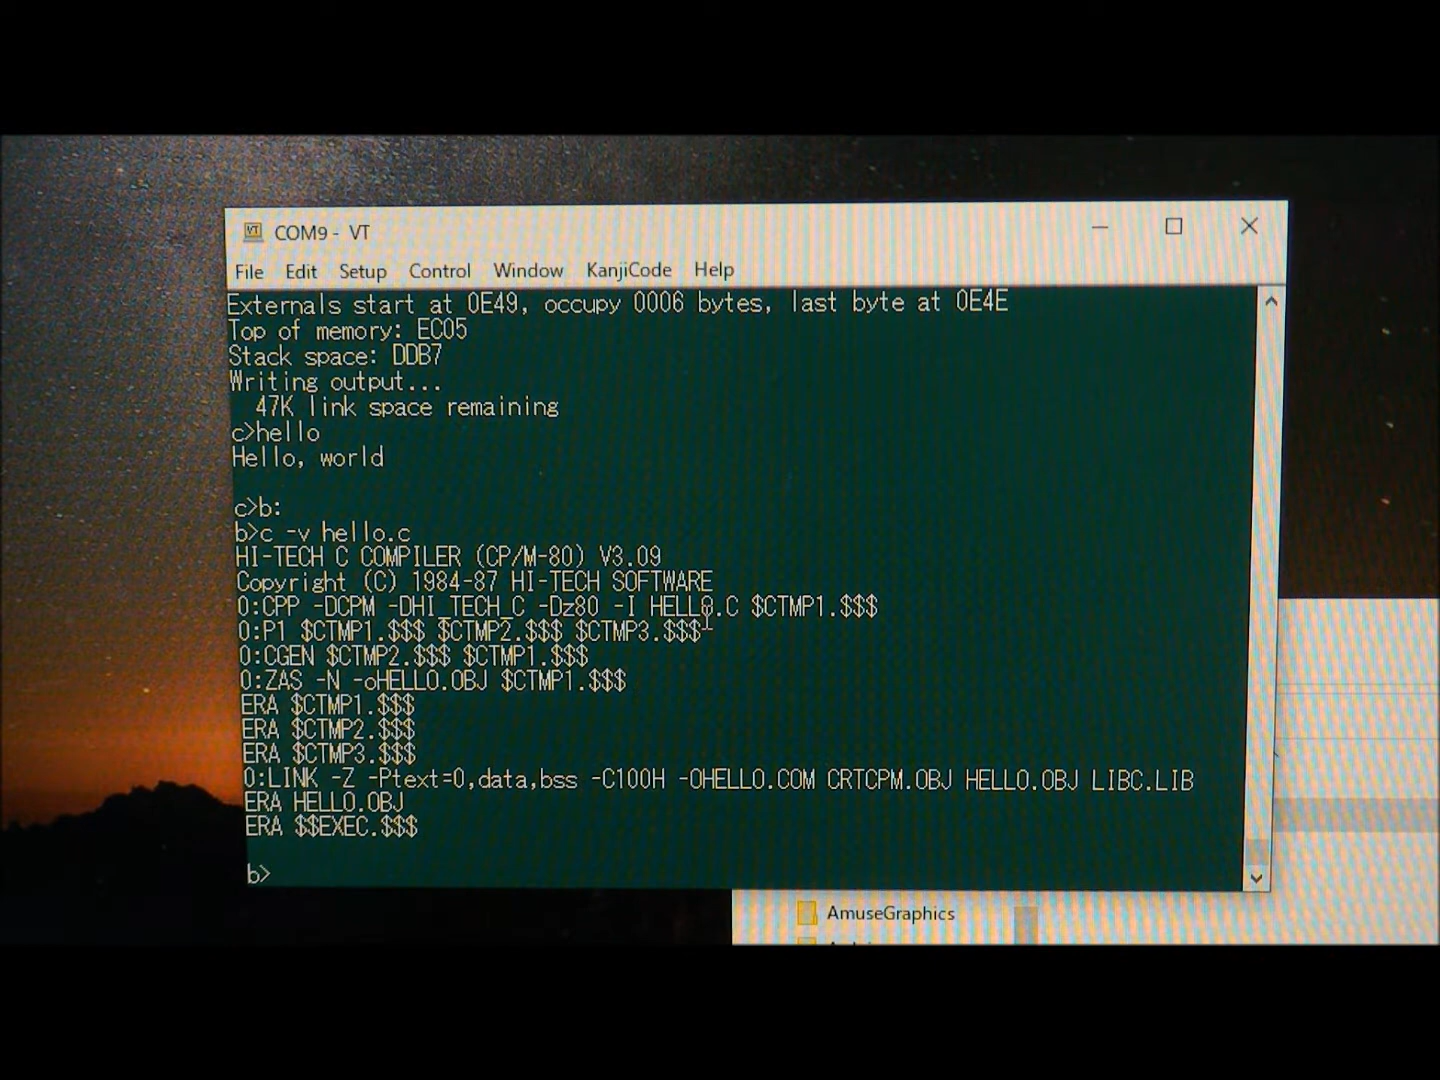 COM9 - VT
File Edit Setup Control Window KanjiCode Help
Externals start at 0E49, occupy 0006 bytes, last byte at 0E4E
Top of memory: EC05
Stack space: DDB7
Writing output...
47K link space remaining
c>hello
Hello, world
c>b:
b>c -v hello.c
HI-TECH C COMPILER (CP/M-80) V3.09
Copyright (C) 1984-87 HI-TECH SOFTWARE
0:CPP -DCPM -DHI_TECH_C -Dz80 -I HELLO.C $CTMP1.$$$
0:P1 $CTMP1.$$$ $CTMP2.$$$ $CTMP3.$$$
0:CGEN $CTMP2.$$$ $CTMP1.$$$
0:ZAS -N -oHELLO.OBJ $CTMP1.$$$
ERA $CTMP1.$$$
ERA $CTMP2.$$$
ERA $CTMP3.$$$
0:LINK -Z -Ptext=0,data,bss -C100H -OHELLO.COM CRTCPM.OBJ HELLO.OBJ LIBC.LIB
ERA HELLO.OBJ
ERA $$EXEC.$$$
b>
AmuseGraphics